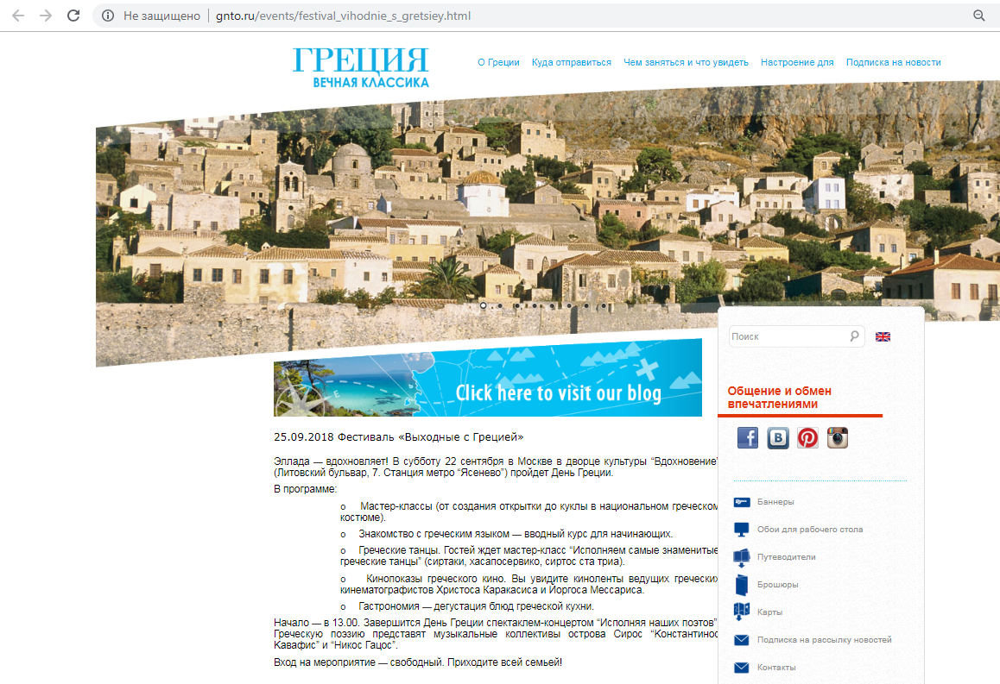 Не защищено
gnto.ru/events/festival_vihodnie_s_gretsiey.html
ГРЕЦИЯ
ВЕЧНАЯ КЛАССИКА
О Греции Куда отправиться Чем заняться и что увидеть Настроение для Подписка на новости
Click here to visit our blog
Поиск
Общение и обмен
впечатлениями
Баннеры
Обои для рабочего стола
Путеводители
Брошюры
Карты
Подписка на рассылку новостей
Контакты
25.09.2018 Фестиваль «Выходные с Грецией»
Эллада — вдохновляет! В субботу 22 сентября в Москве в дворце культуры “Вдохновение”
(Литовский бульвар, 7. Станция метро “Ясенево”) пройдет День Греции.
В программе:
o Мастер-классы (от создания открытки до куклы в национальном греческом
костюме).
o Знакомство с греческим языком — вводный курс для начинающих.
o Греческие танцы. Гостей ждет мастер-класс “Исполняем самые знаменитые
греческие танцы” (сиртаки, хасапосервико, сиртос ста триа).
o Кинопоказы греческого кино. Вы увидите киноленты ведущих греческих
кинематографистов Христоса Каракасиса и Йоргоса Мессариса.
o Гастрономия — дегустация блюд греческой кухни.
Начало — в 13.00. Завершится День Греции спектаклем-концертом “Исполняя наших поэтов”.
Греческую поэзию представят музыкальные коллективы острова Сирос “Константинос
Кавафис” и “Никос Гацос”.
Вход на мероприятие — свободный. Приходите всей семьей!